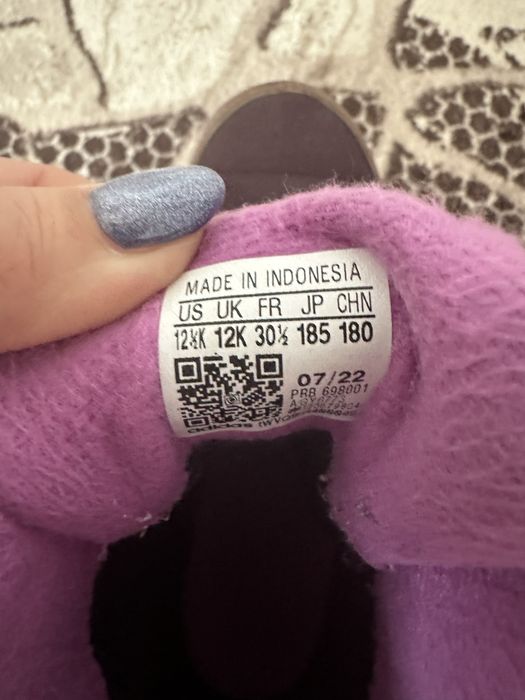 MADE IN INDONESIA
US UK FR JP CHN
12½K 12K 30½ 185 180
07/22
PRB 698001
adidas